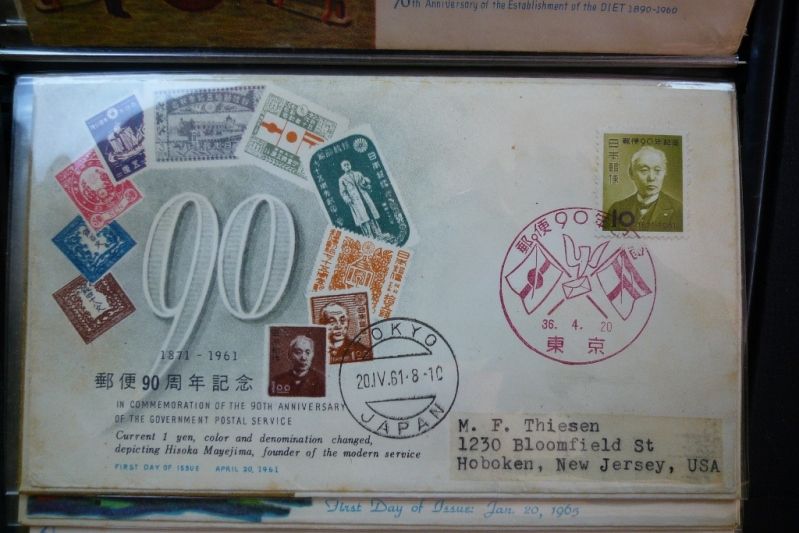 70th Anniversary of the Establishment of the DIET 1890-1960
90
1871 - 1961
郵便90周年記念
IN COMMEMORATION OF THE 90TH ANNIVERSARY
OF THE GOVERNMENT POSTAL SERVICE
Current 1 yen, color and denomination changed,
depicting Hisoka Mayejima, founder of the modern service
FIRST DAY OF ISSUE APRIL 20, 1961
1.00
1.00
TOKYO
20.IV.61-8-10
JAPAN
郵便90年記念
日本郵便
10
郵便90
36. 4. 20
東京
M. F. Thiesen
1230 Bloomfield St
Hoboken, New Jersey, USA
First Day of Issue: Jan. 20, 1965